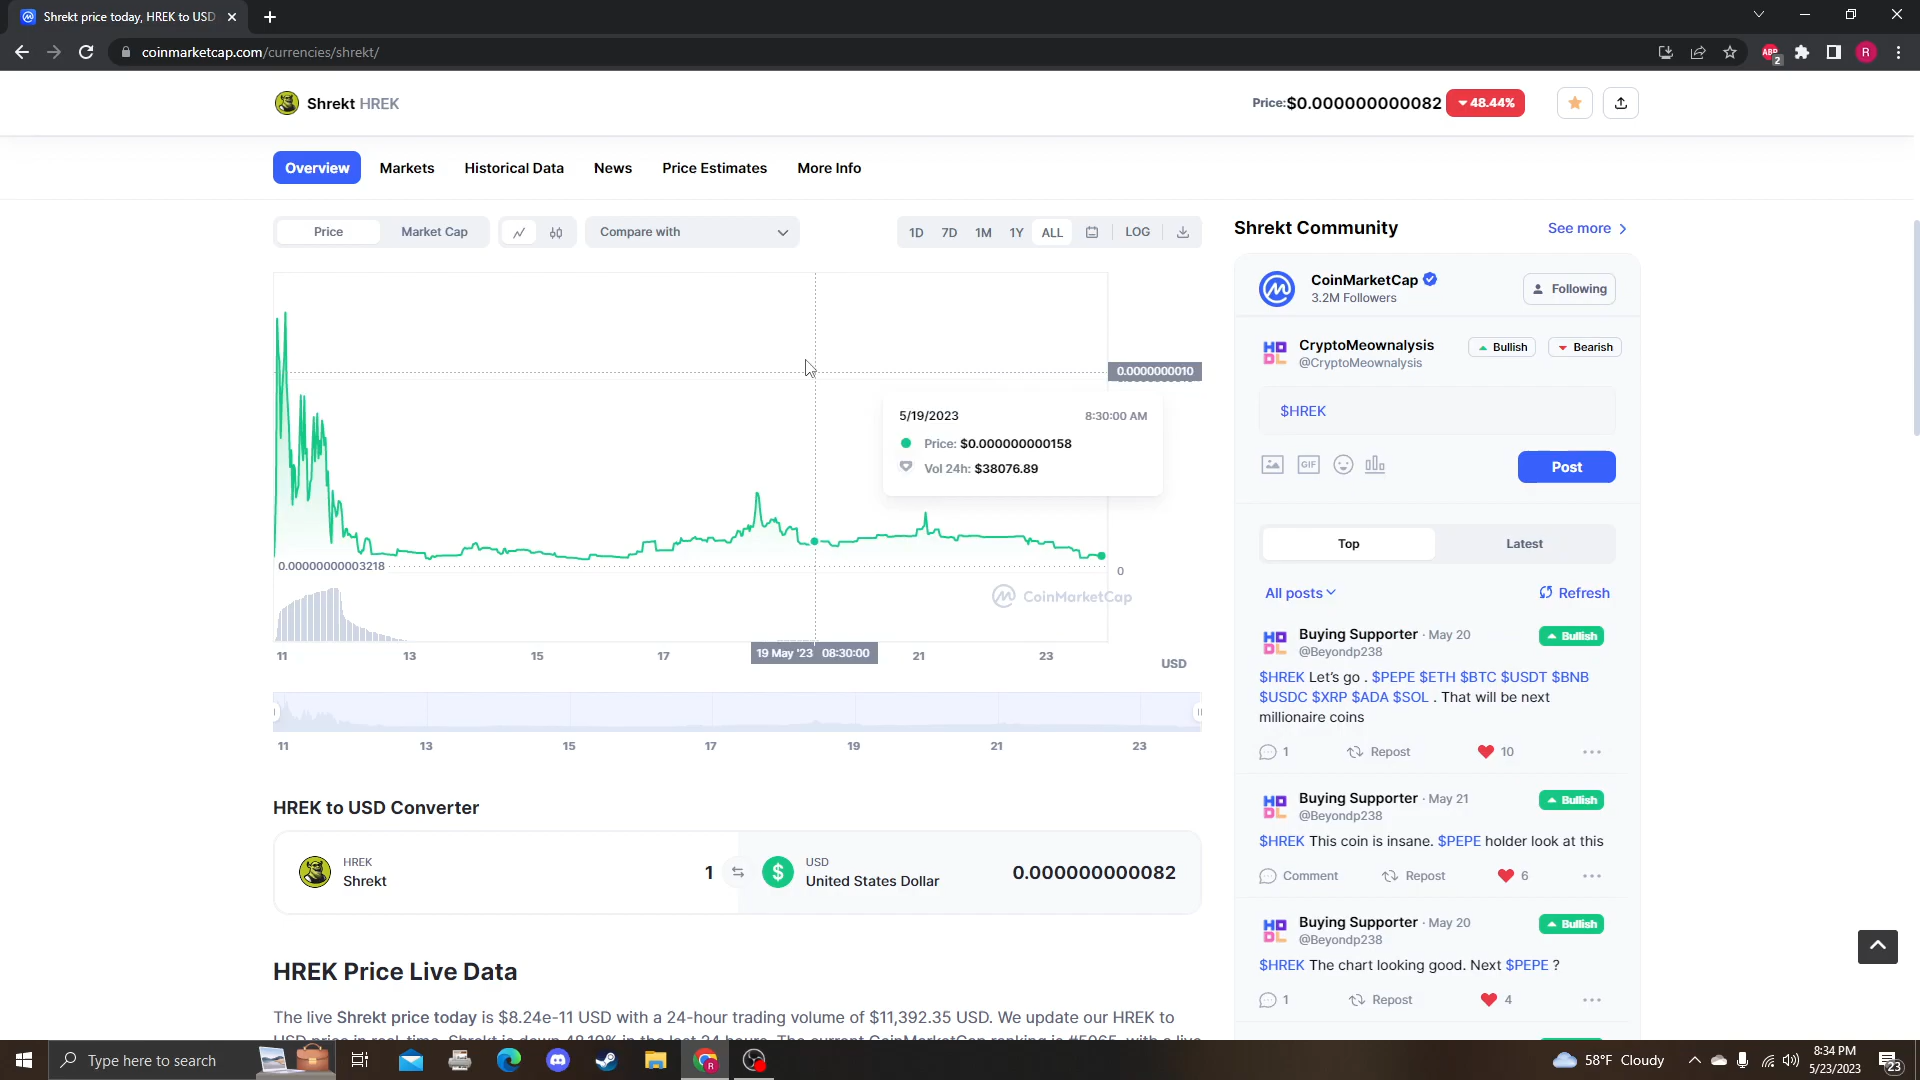 Shrekt price today, HREK to USD
coinmarketcap.com/currencies/shrekt/
ABP
2
R
Shrekt HREK
Price:$0.000000000082
48.44%
Overview
Markets
Historical Data
News
Price Estimates
More Info
Price
Market Cap
Compare with
1D
7D
1M
1Y
ALL
LOG
0.0000000010
5/19/2023
8:30:00 AM
Price: $0.000000000158
Vol 24h: $38076.89
0.00000000003218
0
CoinMarketCap
11
13
15
17
19 May '23 08:30:00
21
23
USD
11
13
15
17
19
21
23
HREK to USD Converter
HREK
Shrekt
1
USD
United States Dollar
0.000000000082
HREK Price Live Data
The live Shrekt price today is $8.24e-11 USD with a 24-hour trading volume of $11,392.35 USD. We update our HREK to
Shrekt Community
See more
CoinMarketCap
3.2M Followers
Following
CryptoMeownalysis
@CryptoMeownalysis
Bullish
Bearish
$HREK
GIF
Post
Top
Latest
All posts
Refresh
Buying Supporter · May 20
@Beyondp238
Bullish
$HREK Let's go . $PEPE $ETH $BTC $USDT $BNB
$USDC $XRP $ADA $SOL . That will be next
millionaire coins
1
Repost
10
Buying Supporter · May 21
@Beyondp238
Bullish
$HREK This coin is insane. $PEPE holder look at this
Comment
Repost
6
Buying Supporter · May 20
@Beyondp238
Bullish
$HREK The chart looking good. Next $PEPE ?
1
Repost
4
Type here to search
R
58°F Cloudy
8:34 PM
5/23/2023
23